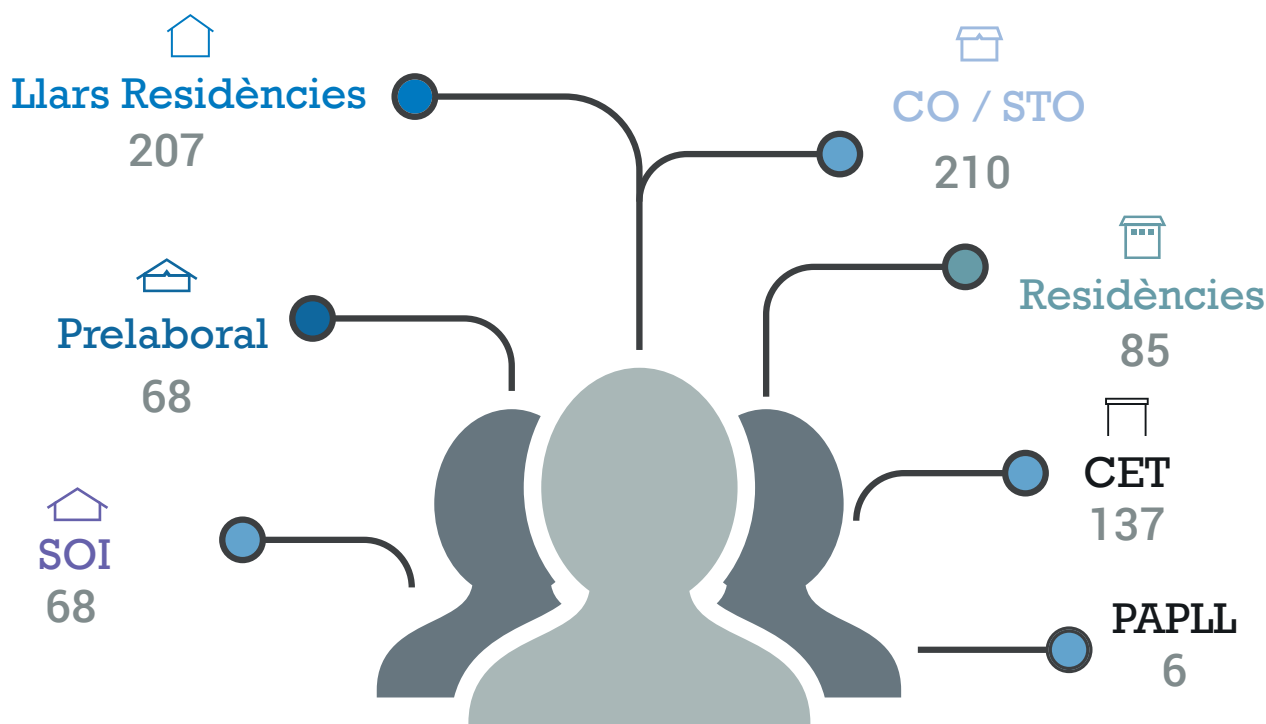 Llars Residències
207
CO / STO
210
Residències
85
Prelaboral
68
CET
137
SOI
68
PAPLL
6